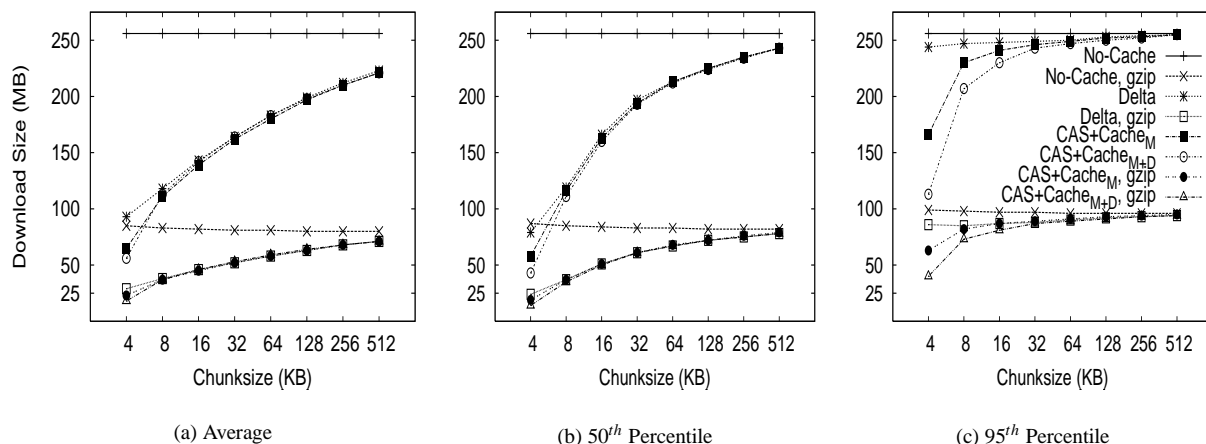 Download Size (MB)
250
200
150
100
50
25
4 8 16 32 64 128 256 512
Chunksize (KB)
(a) Average
250
200
150
100
50
25
4 8 16 32 64 128 256 512
Chunksize (KB)
(b) 50th Percentile
250
200
150
100
50
25
No-Cache
No-Cache, gzip
Delta
Delta, gzip
CAS+CacheM
CAS+CacheM+D
CAS+CacheM, gzip
CAS+CacheM+D, gzip
4 8 16 32 64 128 256 512
Chunksize (KB)
(c) 95th Percentile